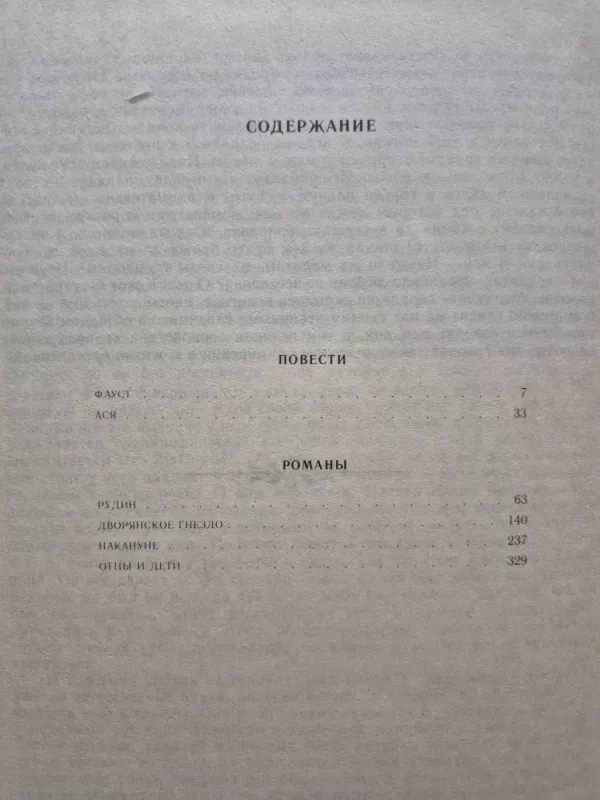 СОДЕРЖАНИЕ
ПОВЕСТИ
ФАУСТ . . . . . . . . . . . . . . . . . . 7
АСЯ . . . . . . . . . . . . . . . . . . 33
РОМАНЫ
РУДИН . . . . . . . . . . . . . . . . . . 63
ДВОРЯНСКОЕ ГНЕЗДО . . . . . . . . . . . . . 140
НАКАНУНЕ . . . . . . . . . . . . . . . . 237
ОТЦЫ И ДЕТИ . . . . . . . . . . . . . . . 329